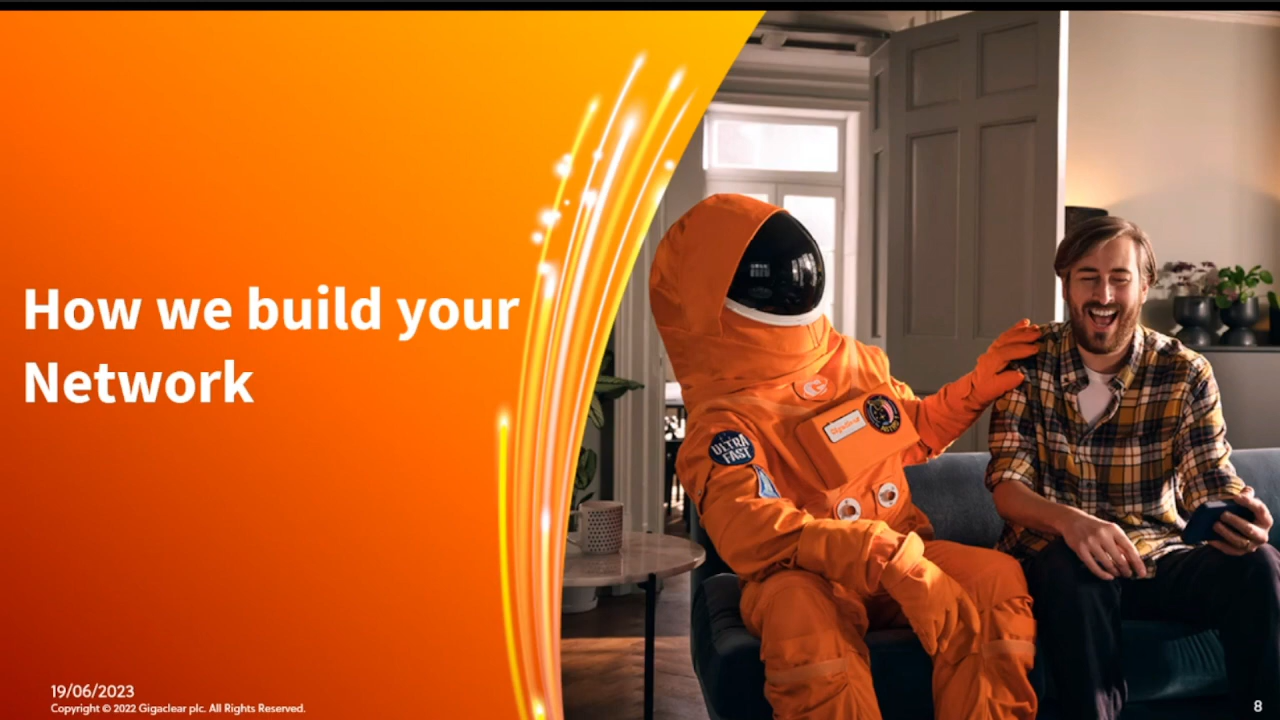 How we build your
Network
ULTRA
FAST
19/06/2023
Copyright © 2022 Gigaclear plc. All Rights Reserved.
8